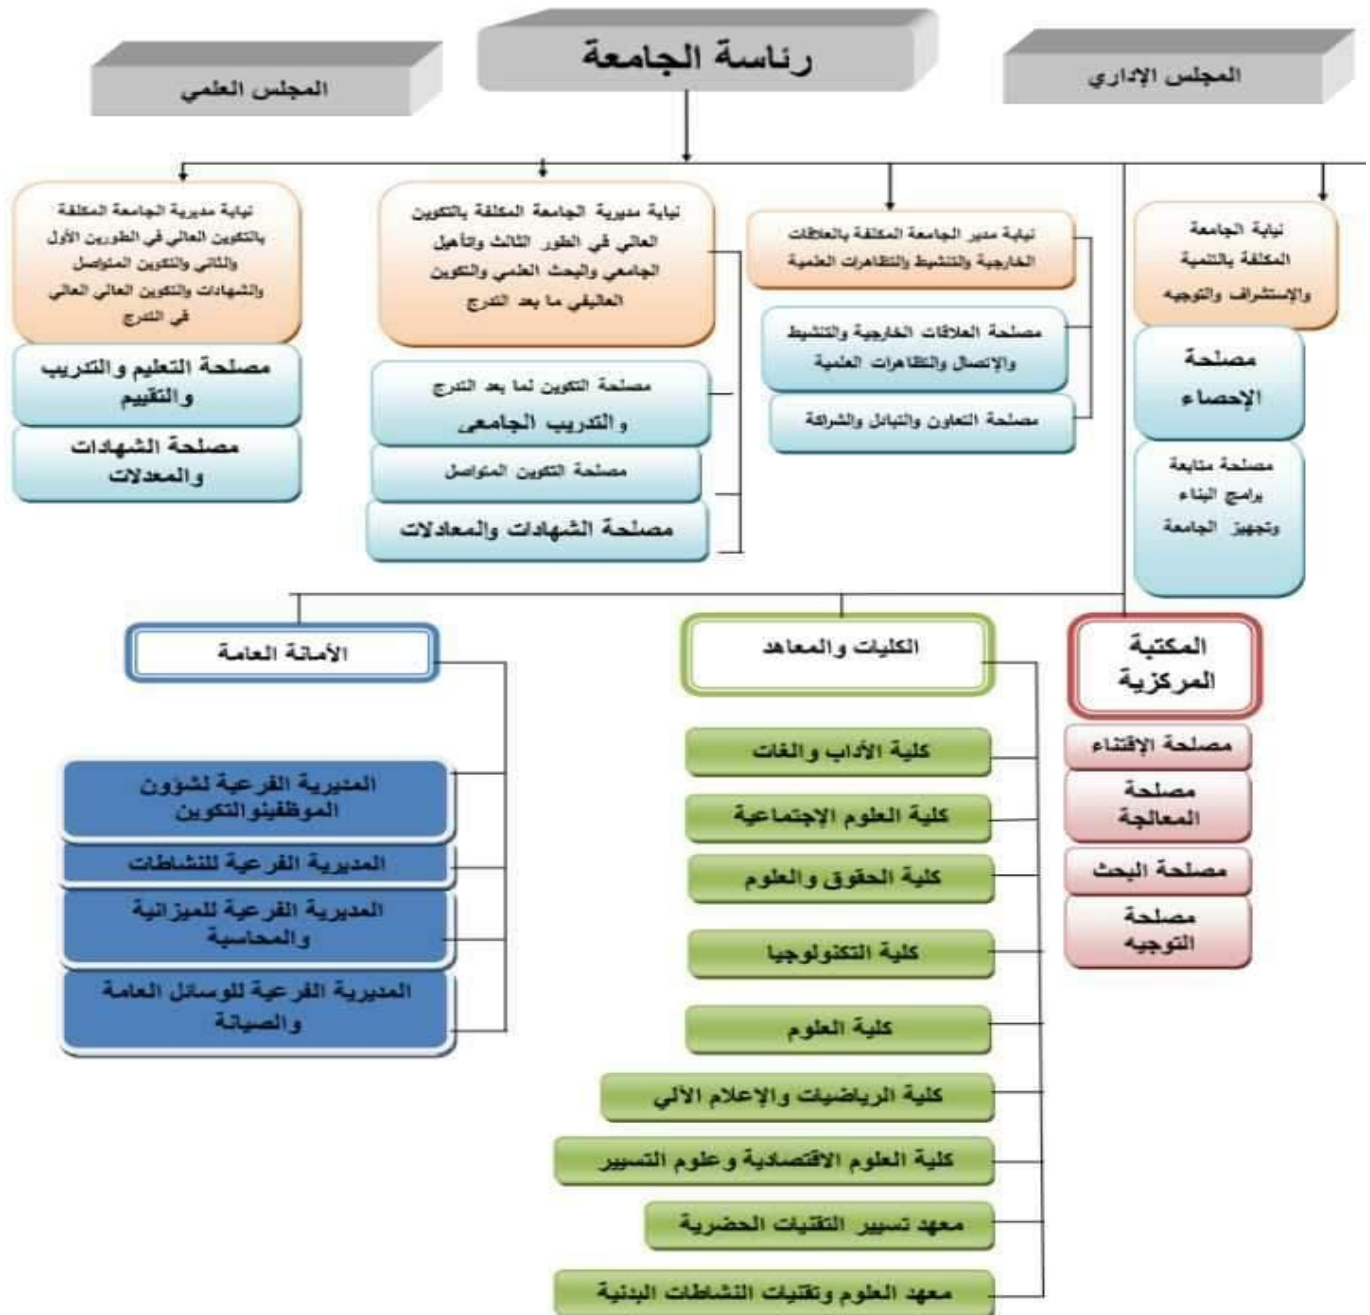 رئاسة الجامعة
المجلس الإداري
المجلس العلمي
نيابة الجامعة
المكلفة بالتنمية
والإستشراف والتوجيه
مصلحة
الإحصاء
مصلحة متابعة
برامج البناء
وتجهيز الجامعة
نيابة مدير الجامعة المكلفة بالعلاقات
الخارجية والتنشيط والتظاهرات العلمية
مصلحة العلاقات الخارجية والتنشيط
والإتصال والتظاهرات العلمية
مصلحة التعاون والتبادل والشراكة
نيابة مديرية الجامعة المكلفة بالتكوين
العالي في الطور الثالث والتأهيل
الجامعي والبحث العلمي والتكوين
العاليفي ما بعد التدرج
مصلحة التكوين لما بعد التدرج
والتدريب الجامعي
مصلحة التكوين المتواصل
مصلحة الشهادات والمعادلات
نيابة مديرية الجامعة المكلفة
بالتكوين العالي في الطورين الأول
والثاني والتكوين المتواصل
والشهادات والتكوين العالي العالي
في التدرج
مصلحة التعليم والتدريب
والتقييم
مصلحة الشهادات
والمعدلات
المكتبة
المركزية
مصلحة الإقتناء
مصلحة
المعالجة
مصلحة البحث
مصلحة
التوجيه
الكليات والمعاهد
كلية الأداب والغات
كلية العلوم الإجتماعية
كلية الحقوق والعلوم
كلية التكنولوجيا
كلية العلوم
كلية الرياضيات والإعلام الألي
كلية العلوم الاقتصادية وعلوم التسيير
معهد تسيير التقنيات الحضرية
معهد العلوم وتقنيات النشاطات البدنية
الأمانة العامة
المديرية الفرعية لشؤون
الموظفينوالتكوين
المديرية الفرعية للنشاطات
المديرية الفرعية للميزانية
والمحاسبة
المديرية الفرعية للوسائل العامة
والصيانة